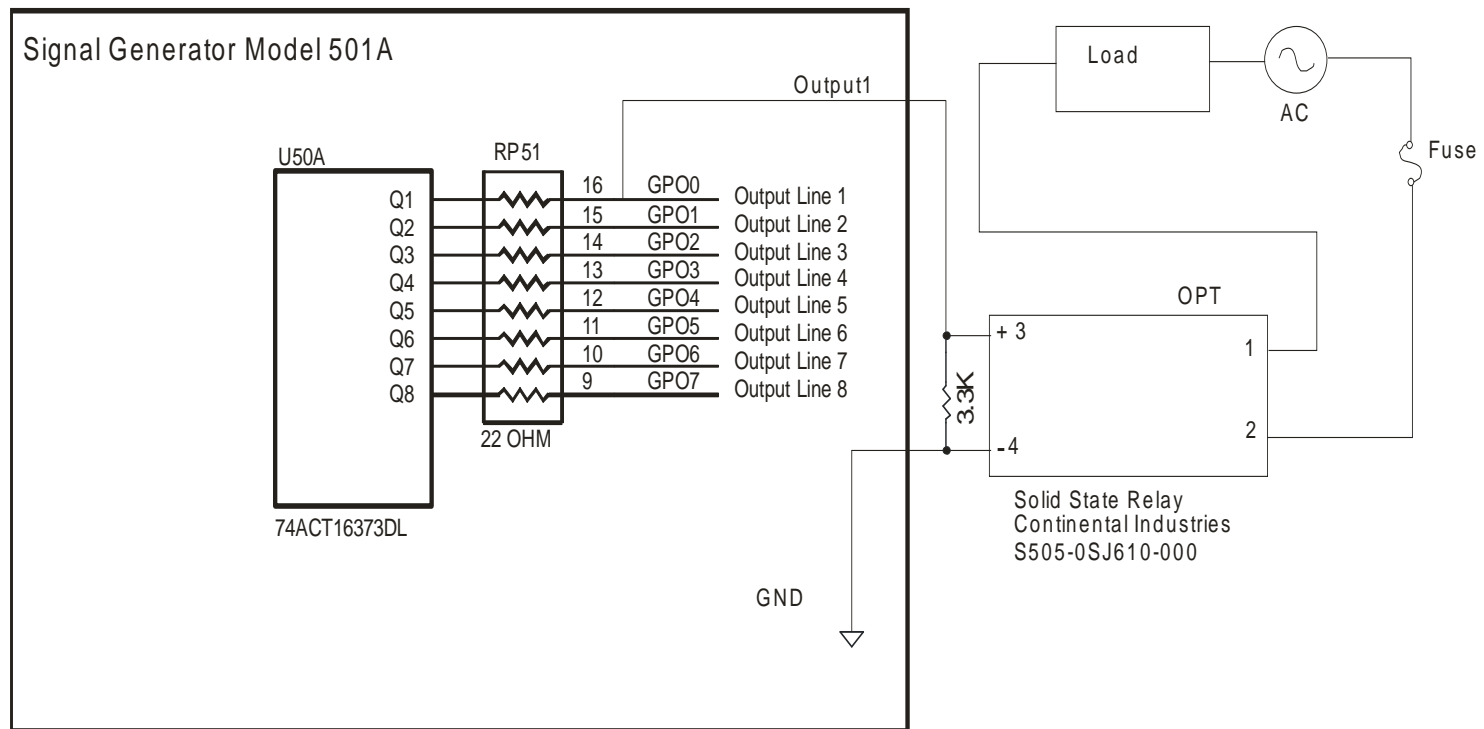 Signal Generator Model 501A
U50A
Q1
Q2
Q3
Q4
Q5
Q6
Q7
Q8
74ACT16373DL
RP51
22 OHM
16 GPO0 Output Line 1
15 GPO1 Output Line 2
14 GPO2 Output Line 3
13 GPO3 Output Line 4
12 GPO4 Output Line 5
11 GPO5 Output Line 6
10 GPO6 Output Line 7
9 GPO7 Output Line 8
Output1
GND
Load
AC
Fuse
OPT
+ 3
- 4
1
2
3.3K
Solid State Relay
Continental Industries
S505-0SJ610-000